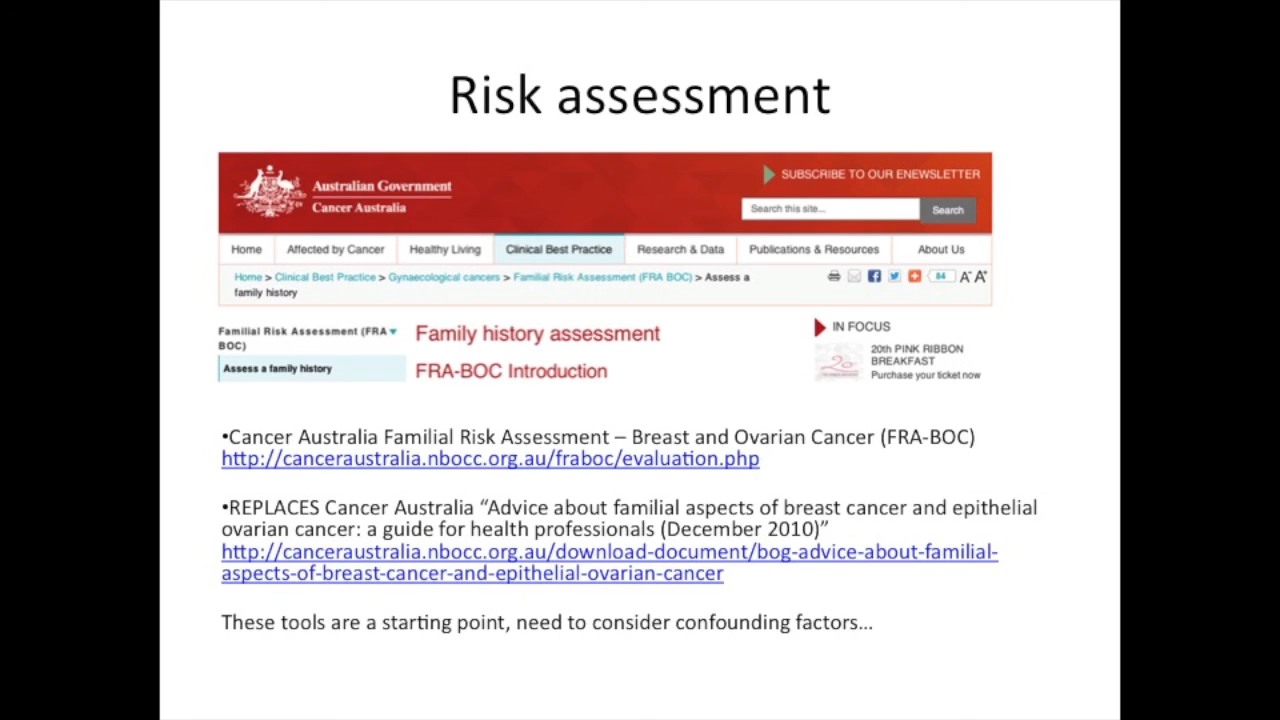 Risk assessment
Australian Government
Cancer Australia
SUBSCRIBE TO OUR ENEWSLETTER
Search this site...
Search
Home
Affected by Cancer
Healthy Living
Clinical Best Practice
Research & Data
Publications & Resources
About Us
Home > Clinical Best Practice > Gynaecological cancers > Familial Risk Assessment (FRA BOC) > Assess a
family history
84
A- A+
Familial Risk Assessment (FRA
BOC)
Assess a family history
Family history assessment
FRA-BOC Introduction
IN FOCUS
20
20th PINK RIBBON
BREAKFAST
Purchase your ticket now
•Cancer Australia Familial Risk Assessment – Breast and Ovarian Cancer (FRA-BOC)
http://canceraustralia.nbocc.org.au/fraboc/evaluation.php
•REPLACES Cancer Australia “Advice about familial aspects of breast cancer and epithelial
ovarian cancer: a guide for health professionals (December 2010)”
http://canceraustralia.nbocc.org.au/download-document/bog-advice-about-familial-
aspects-of-breast-cancer-and-epithelial-ovarian-cancer
These tools are a starting point, need to consider confounding factors…